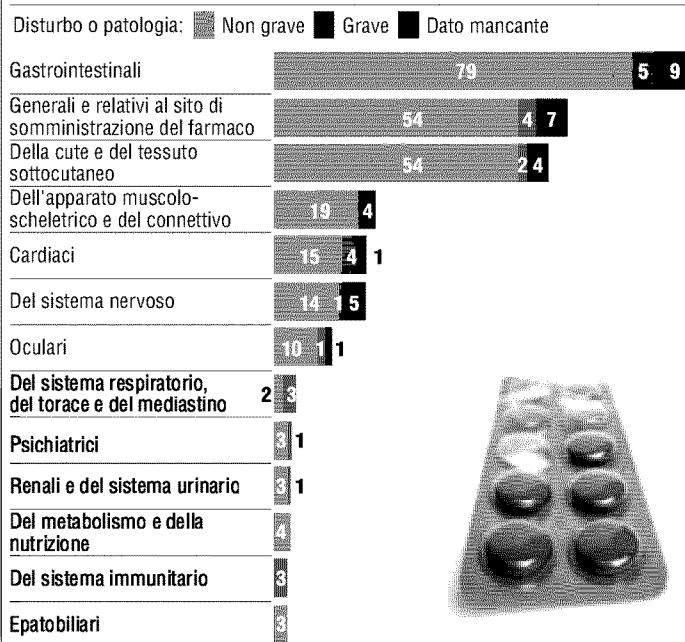 Disturbo o patologia: Non grave Grave Dato mancante
Gastrointestinali 79 5 9
Generali e relativi al sito di
somministrazione del farmaco 54 4 7
Della cute e del tessuto
sottocutaneo 54 2 4
Dell'apparato muscolo-
scheletrico e del connettivo 19 4
Cardiaci 15 4 1
Del sistema nervoso 14 1 5
Oculari 10 1 1
Del sistema respiratorio,
del torace e del mediastino 2 3
Psichiatrici 3 1
Renali e del sistema urinario 3 1
Del metabolismo e della
nutrizione 4
Del sistema immunitario 3
Epatobiliari 3